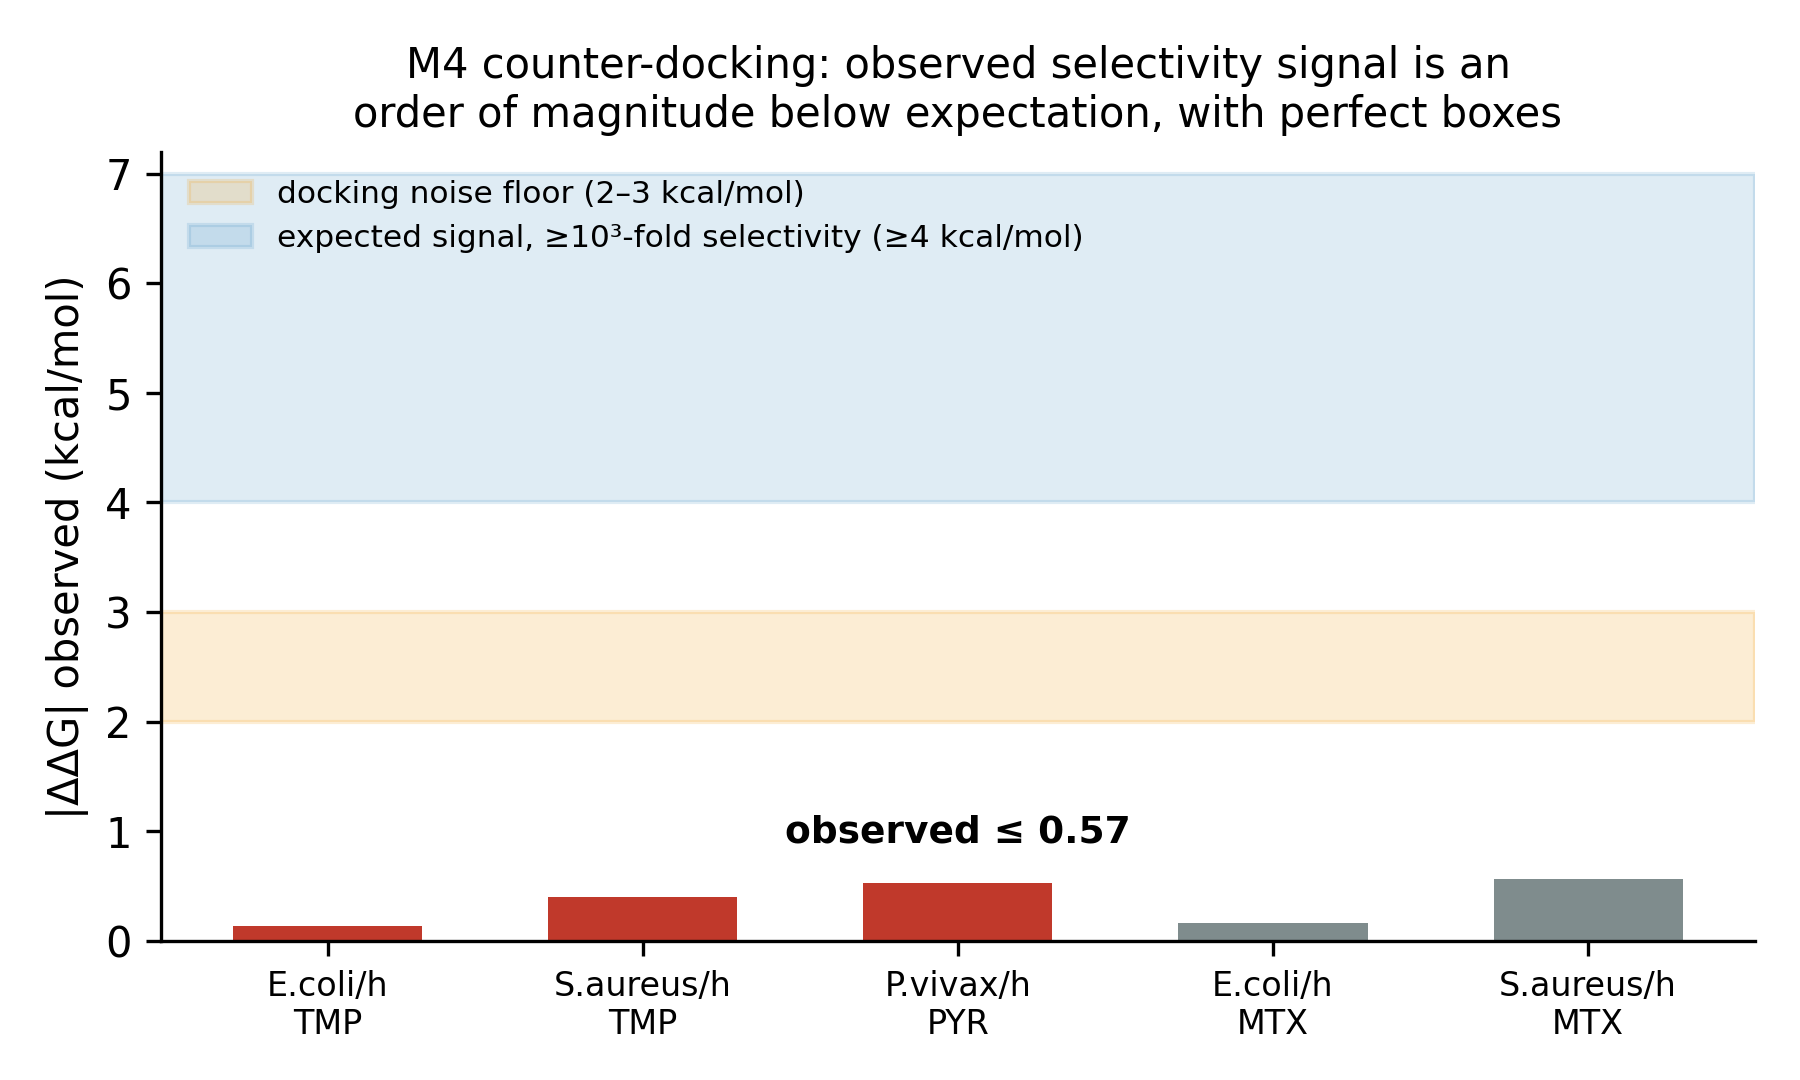 M4 counter-docking: observed selectivity signal is an
order of magnitude below expectation, with perfect boxes
|ΔΔG| observed (kcal/mol)
7
6
5
4
3
2
1
0
docking noise floor (2–3 kcal/mol)
expected signal, ≥10³-fold selectivity (≥4 kcal/mol)
observed ≤ 0.57
E.coli/h
TMP
S.aureus/h
TMP
P.vivax/h
PYR
E.coli/h
MTX
S.aureus/h
MTX